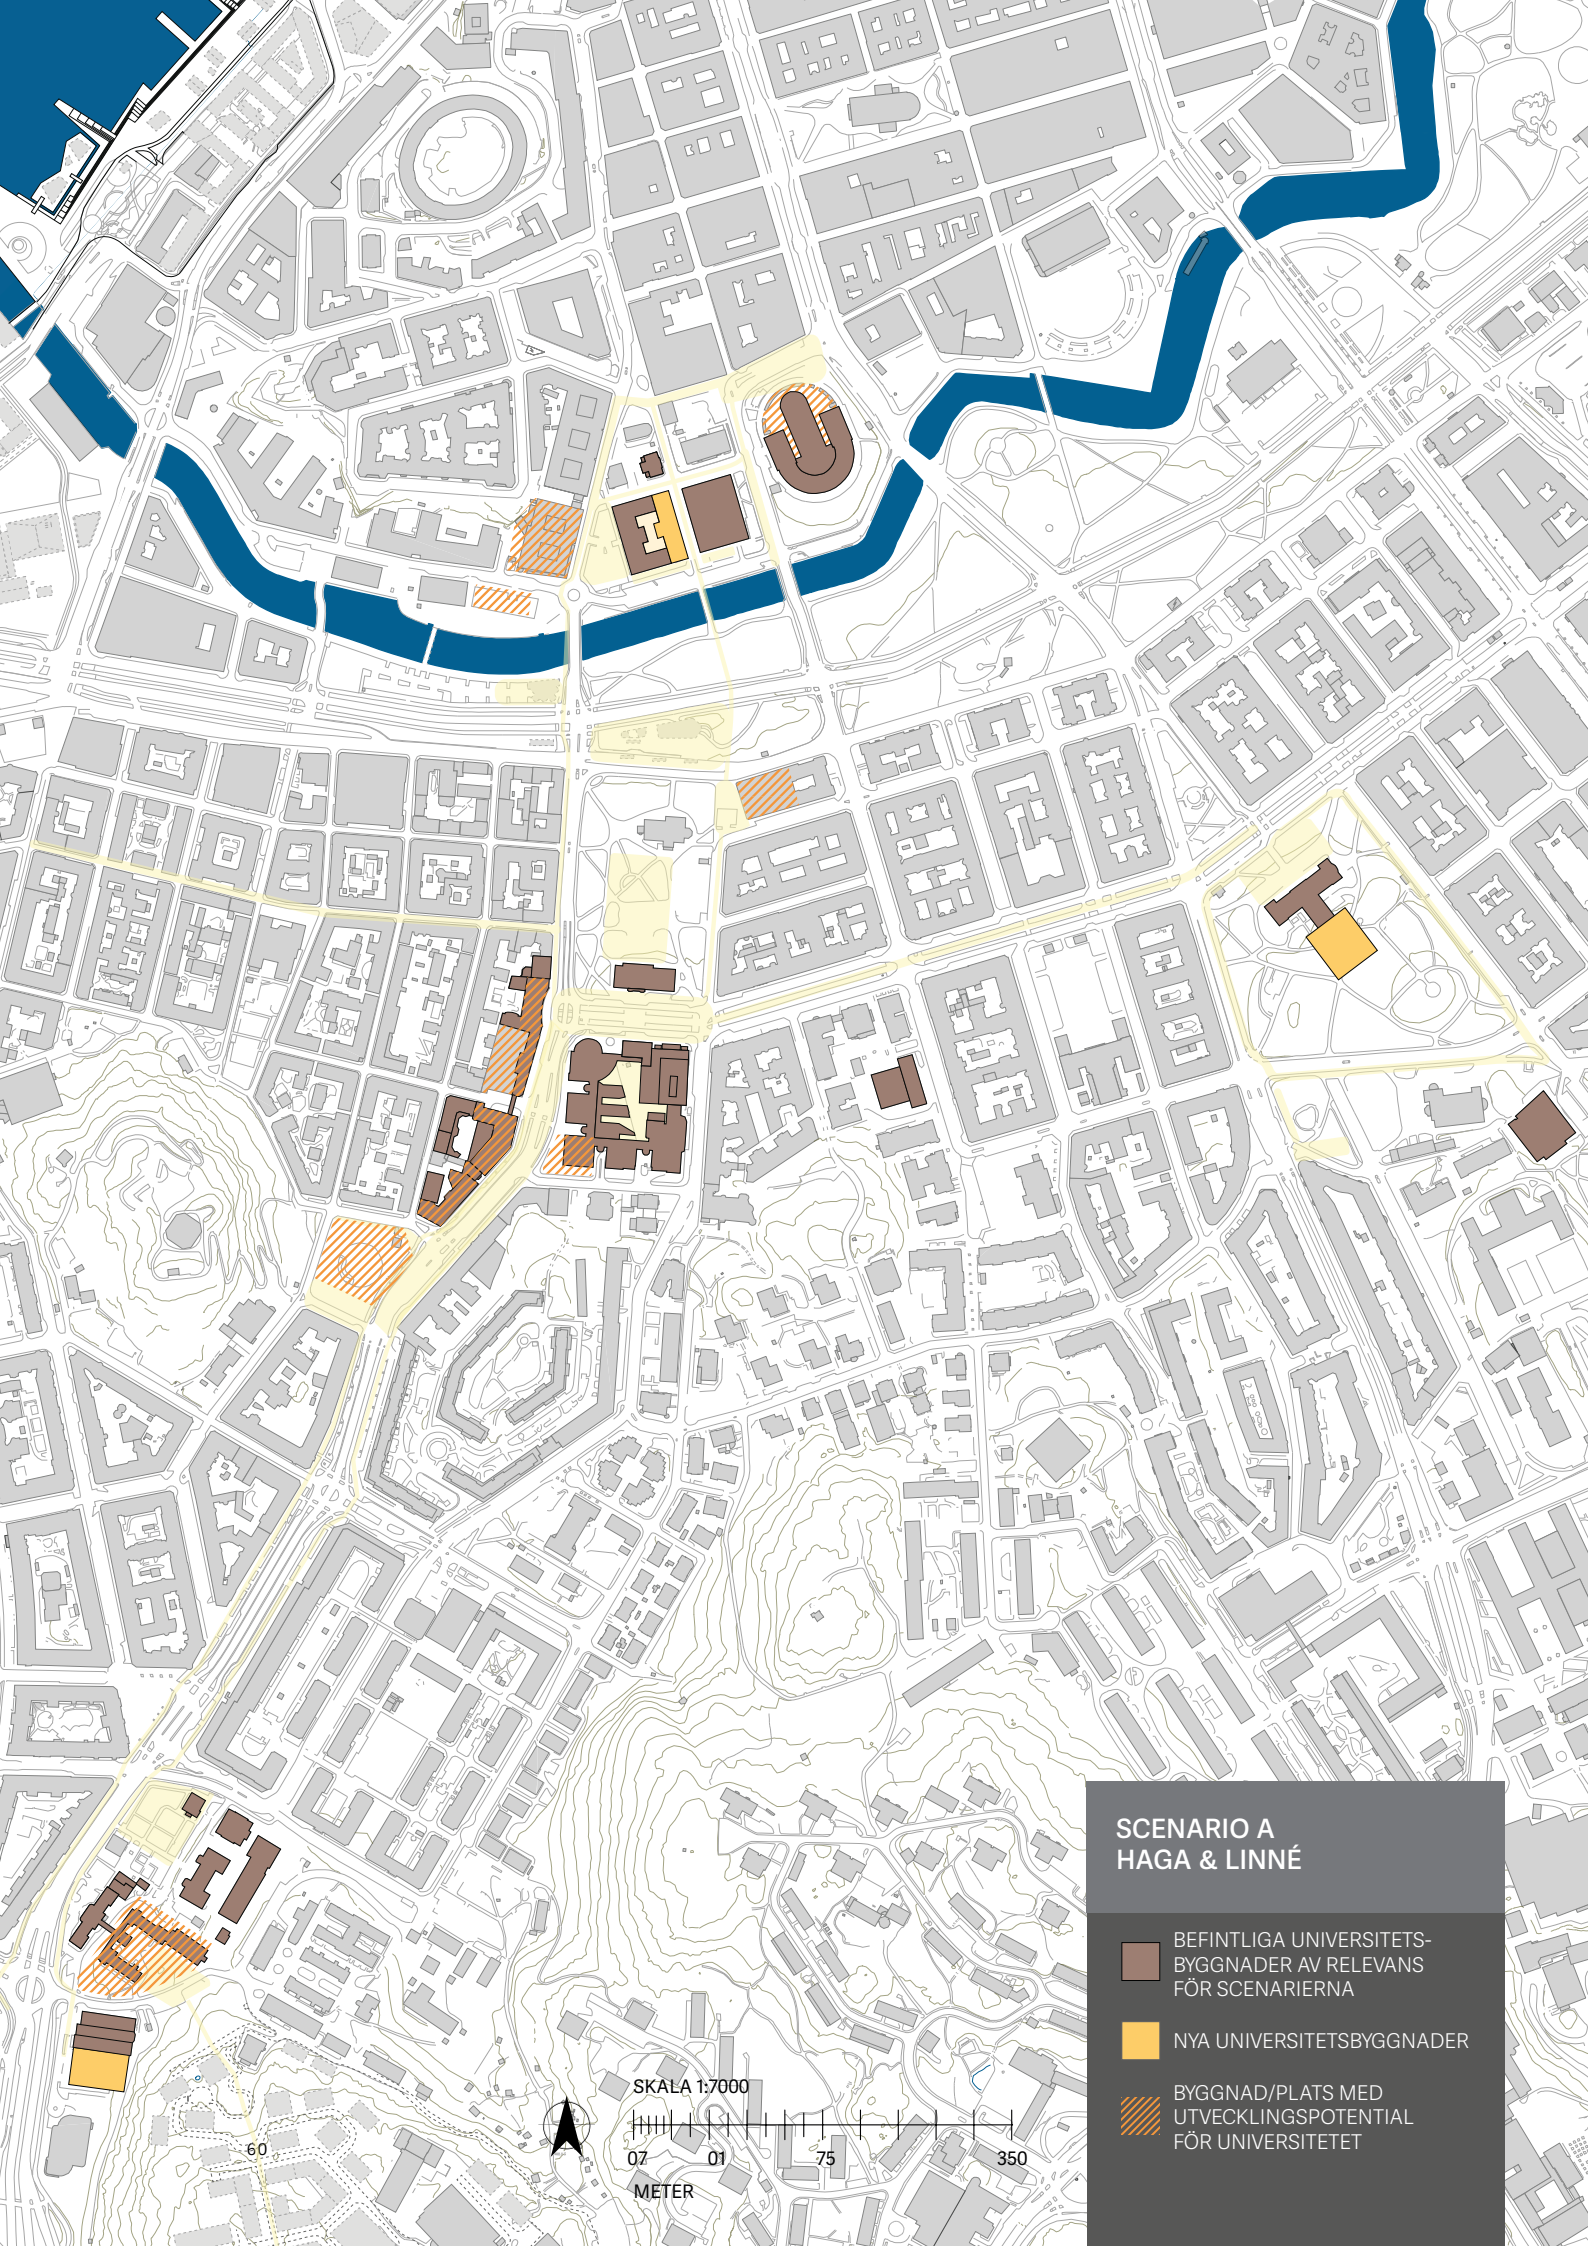 SCENARIO A
HAGA & LINNÉ
BEFINTLIGA UNIVERSITETS-
BYGGNADER AV RELEVANS
FÖR SCENARIERNA
NYA UNIVERSITETSBYGGNADER
BYGGNAD/PLATS MED
UTVECKLINGSPOTENTIAL
FÖR UNIVERSITETET
SKALA 1:7000
07 01 75 350
METER
60